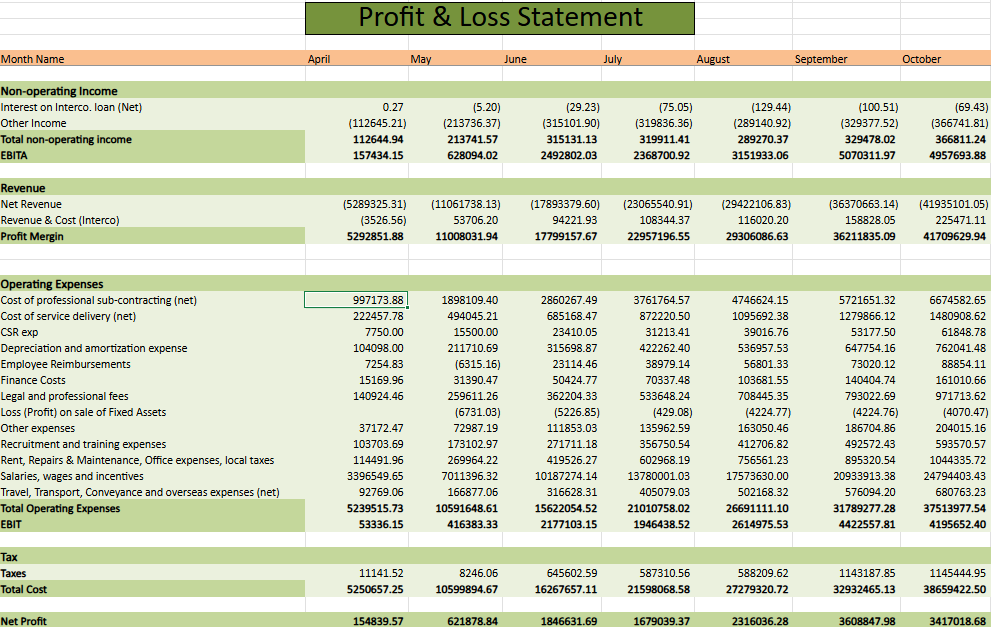 Profit & Loss Statement
Month Name April May June July August September October
Non-operating Income
Interest on Interco. loan (Net) 0.27 (5.20) (29.23) (75.05) (129.44) (100.51) (69.43)
Other Income (112645.21) (213736.37) (315101.90) (319836.36) (289140.92) (329377.52) (366741.81)
Total non-operating income 112644.94 213741.57 315131.13 319911.41 289270.37 329478.02 366811.24
EBITA 157434.15 628094.02 2492802.03 2368700.92 3151933.06 5070311.97 4957693.88
Revenue
Net Revenue (5289325.31) (11061738.13) (17893379.60) (23065540.91) (29422106.83) (36370663.14) (41935101.05)
Revenue & Cost (Interco) (3526.56) 53706.20 94221.93 108344.37 116020.20 158828.05 225471.11
Profit Margin 5292851.88 11008031.94 17799157.67 22957196.55 29306086.63 36211835.09 41709629.94
Operating Expenses
Cost of professional sub-contracting (net) 997173.88 1898109.40 2860267.49 3761764.57 4746624.15 5721651.32 6674582.65
Cost of service delivery (net) 222457.78 494045.21 685168.47 872220.50 1095692.38 1279866.12 1480908.62
CSR exp 7750.00 15500.00 23410.05 31213.41 39016.76 53177.50 61848.78
Depreciation and amortization expense 104098.00 211710.69 315698.87 422262.40 536957.53 647754.16 762041.48
Employee Reimbursements 7254.83 (6315.16) 23114.46 38979.14 56801.33 73020.12 88854.11
Finance Costs 15169.96 31390.47 50424.77 70337.48 103681.55 140404.74 161010.66
Legal and professional fees 140924.46 259611.26 362204.33 533648.24 708445.35 793022.69 971713.62
Loss (Profit) on sale of Fixed Assets (6731.03) (5226.85) (429.08) (4224.77) (4224.76) (4070.47)
Other expenses 37172.47 72987.19 111853.03 135962.59 163050.46 186704.86 204015.16
Recruitment and training expenses 103703.69 173102.97 271711.18 356750.54 412706.82 492572.43 593570.57
Rent, Repairs & Maintenance, Office expenses, local taxes 114491.96 269964.22 419526.27 602968.19 756561.23 895320.54 1044335.72
Salaries, wages and incentives 3396549.65 7011396.32 10187274.14 13780001.03 17573630.00 20933913.38 24794403.43
Travel, Transport, Conveyance and overseas expenses (net) 92769.06 166877.06 316628.31 405079.03 502168.32 576094.20 680763.23
Total Operating Expenses 5239515.73 10591648.61 15622054.52 21010758.02 26691111.10 31789277.28 37513977.54
EBIT 53336.15 416383.33 2177103.15 1946438.52 2614975.53 4422557.81 4195652.40
Tax
Taxes 11141.52 8246.06 645602.59 587310.56 588209.62 1143187.85 1145444.95
Total Cost 5250657.25 10599894.67 16267657.11 21598068.58 27279320.72 32932465.13 38659422.50
Net Profit 154839.57 621878.84 1846631.69 1679039.37 2316036.28 3608847.98 3417018.68